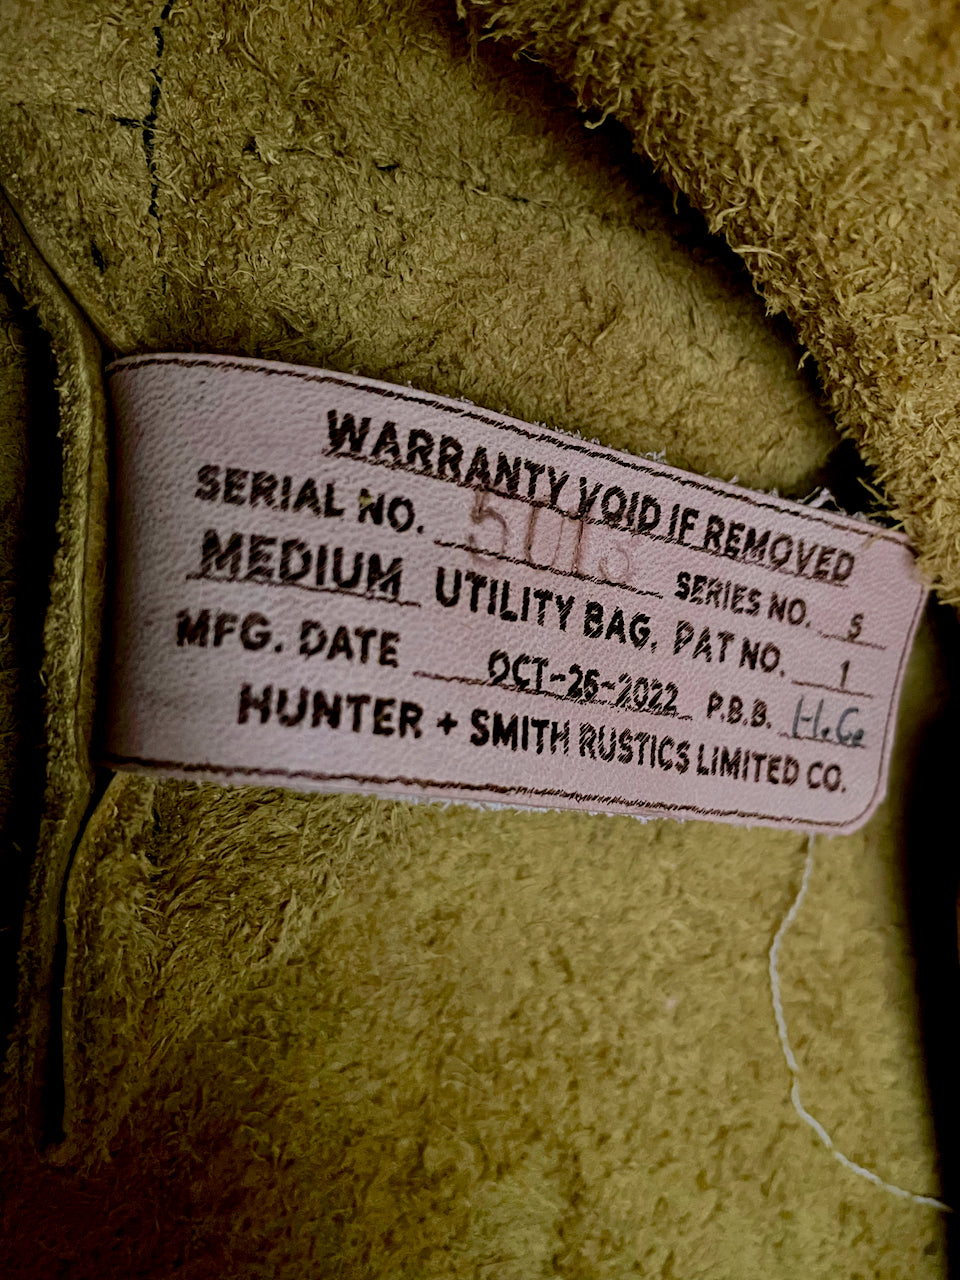 WARRANTY VOID IF REMOVED
SERIAL NO. SERIES NO. 5
MEDIUM UTILITY BAG, PAT NO. 1
MFG. DATE OCT-26-2022 P.B.B. H.G.
HUNTER + SMITH RUSTICS LIMITED CO.